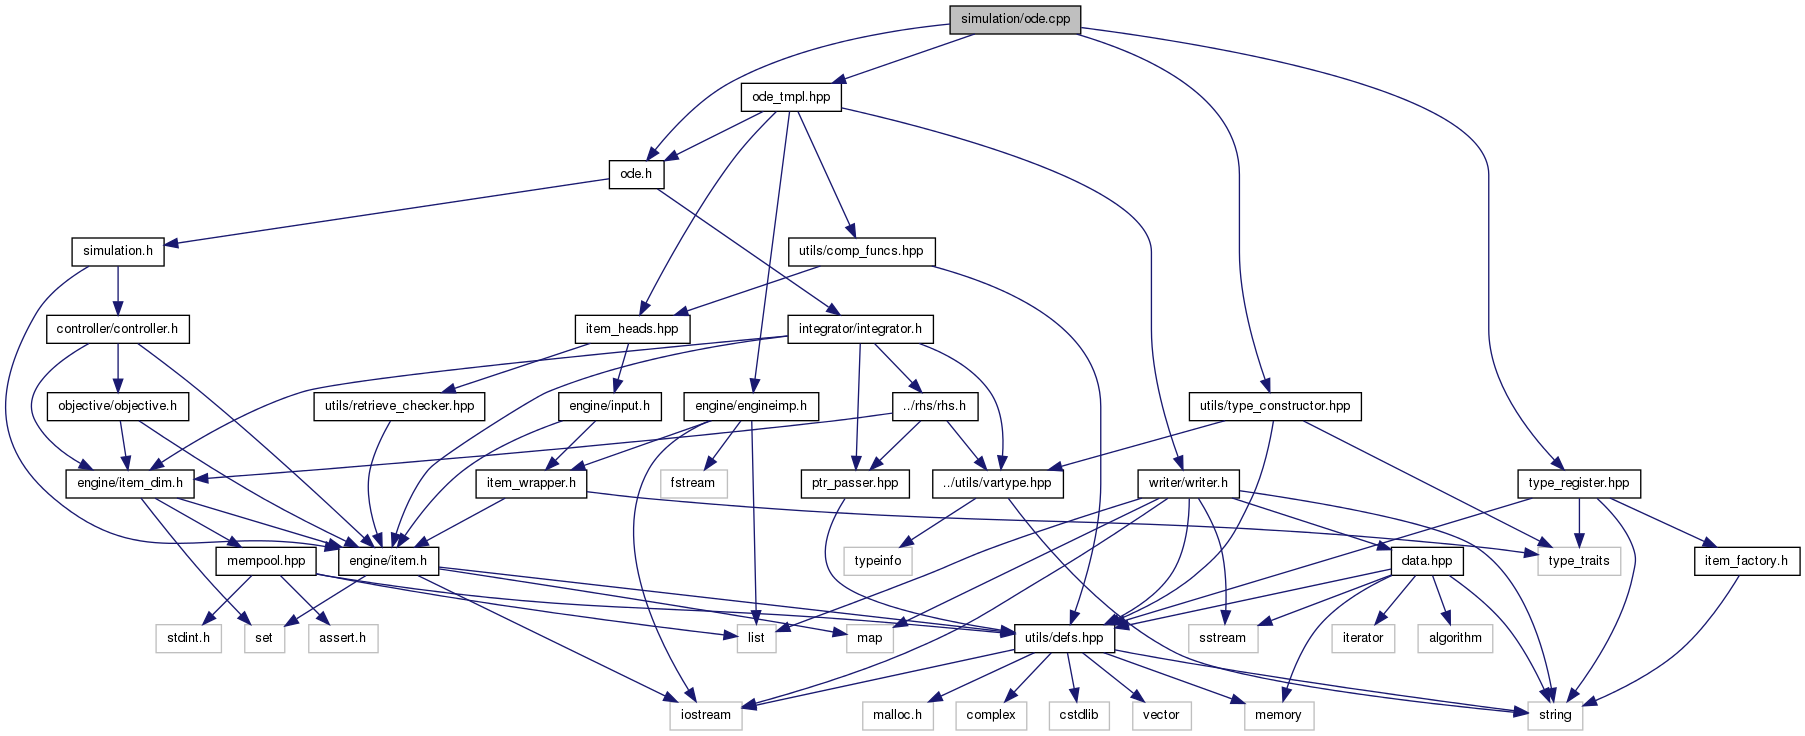 simulation/ode.cpp
ode_tmpl.hpp
ode.h
simulation.h
utils/comp_funcs.hpp
controller/controller.h
item_heads.hpp
integrator/integrator.h
objective/objective.h
utils/retrieve_checker.hpp
engine/input.h
engine/engineimp.h
../rhs/rhs.h
utils/type_constructor.hpp
engine/item_dim.h
item_wrapper.h
fstream
ptr_passer.hpp
../utils/vartype.hpp
writer/writer.h
type_register.hpp
mempool.hpp
engine/item.h
typeinfo
data.hpp
type_traits
item_factory.h
stdint.h
set
assert.h
list
map
utils/defs.hpp
sstream
iterator
algorithm
iostream
malloc.h
complex
cstdlib
vector
memory
string